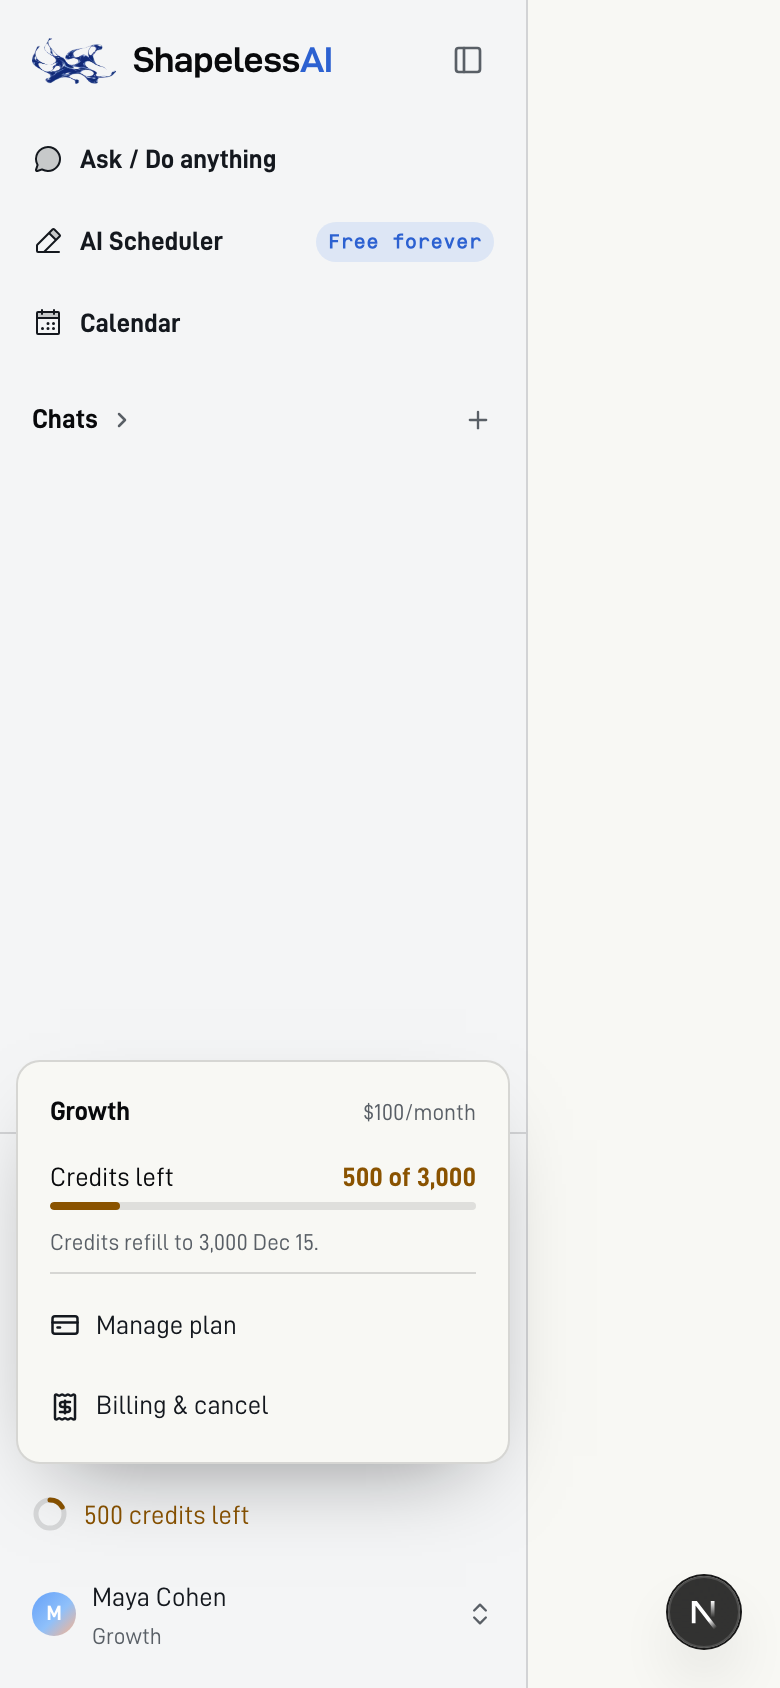 ShapelessAI
Ask / Do anything
AI Scheduler
Free forever
Calendar
Chats
Growth
$100/month
Credits left
500 of 3,000
Credits refill to 3,000 Dec 15.
Manage plan
Billing & cancel
500 credits left
M
Maya Cohen
Growth
N